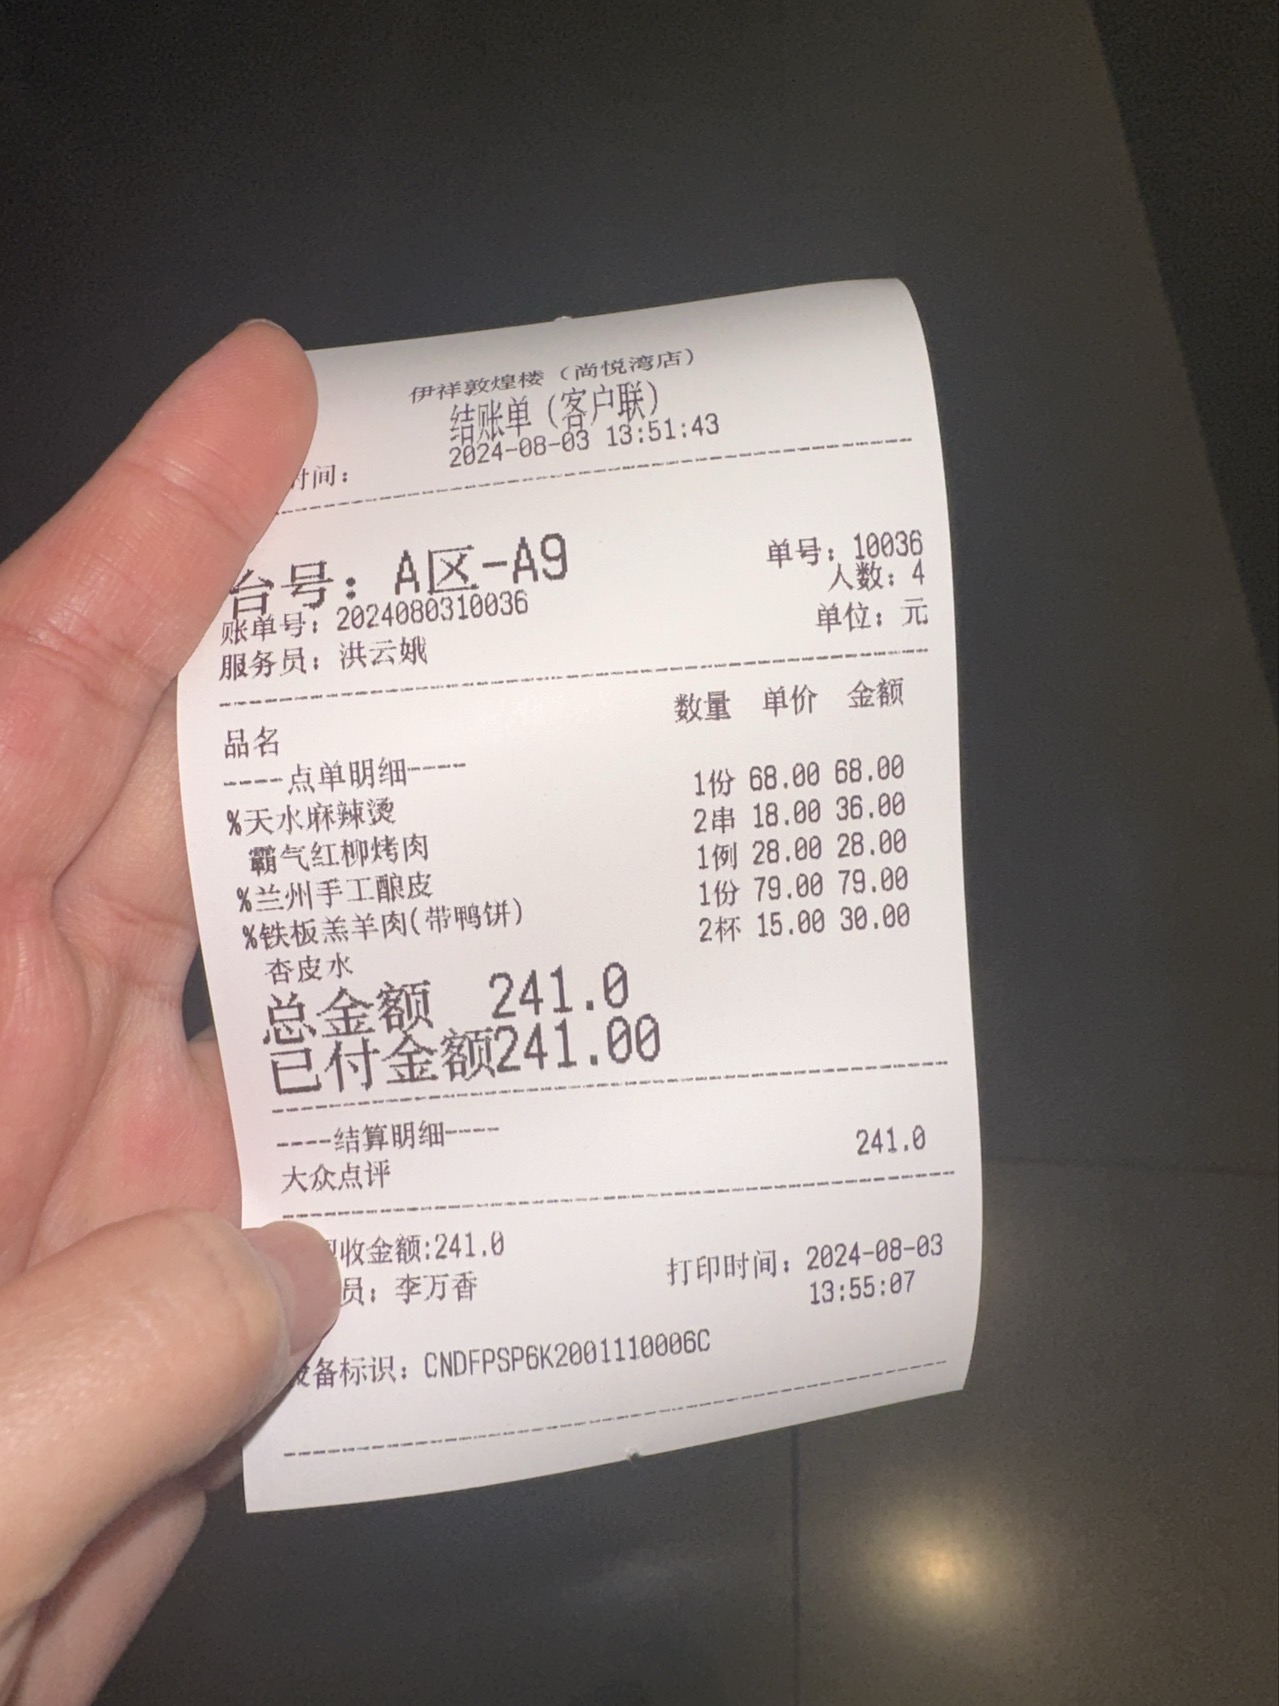 伊祥敦煌楼（尚悦湾店）
结账单（客户联）
时间： 2024-08-03 13:51:43
台号：A区-A9 单号：10036
人数：4
账单号：2024080310036
单位：元
服务员：洪云娥
品名 数量 单价 金额
----点单明细----
%天水麻辣烫 1份 68.00 68.00
霸气红柳烤肉 2串 18.00 36.00
%兰州手工酿皮 1例 28.00 28.00
%铁板羔羊肉(带鸭饼) 1份 79.00 79.00
杏皮水 2杯 15.00 30.00
总金额 241.0
已付金额241.00
----结算明细----
大众点评 241.0
收金额:241.0
员：李万香 打印时间：2024-08-03
13:55:07
设备标识：CNDFPSP6K2001110006C